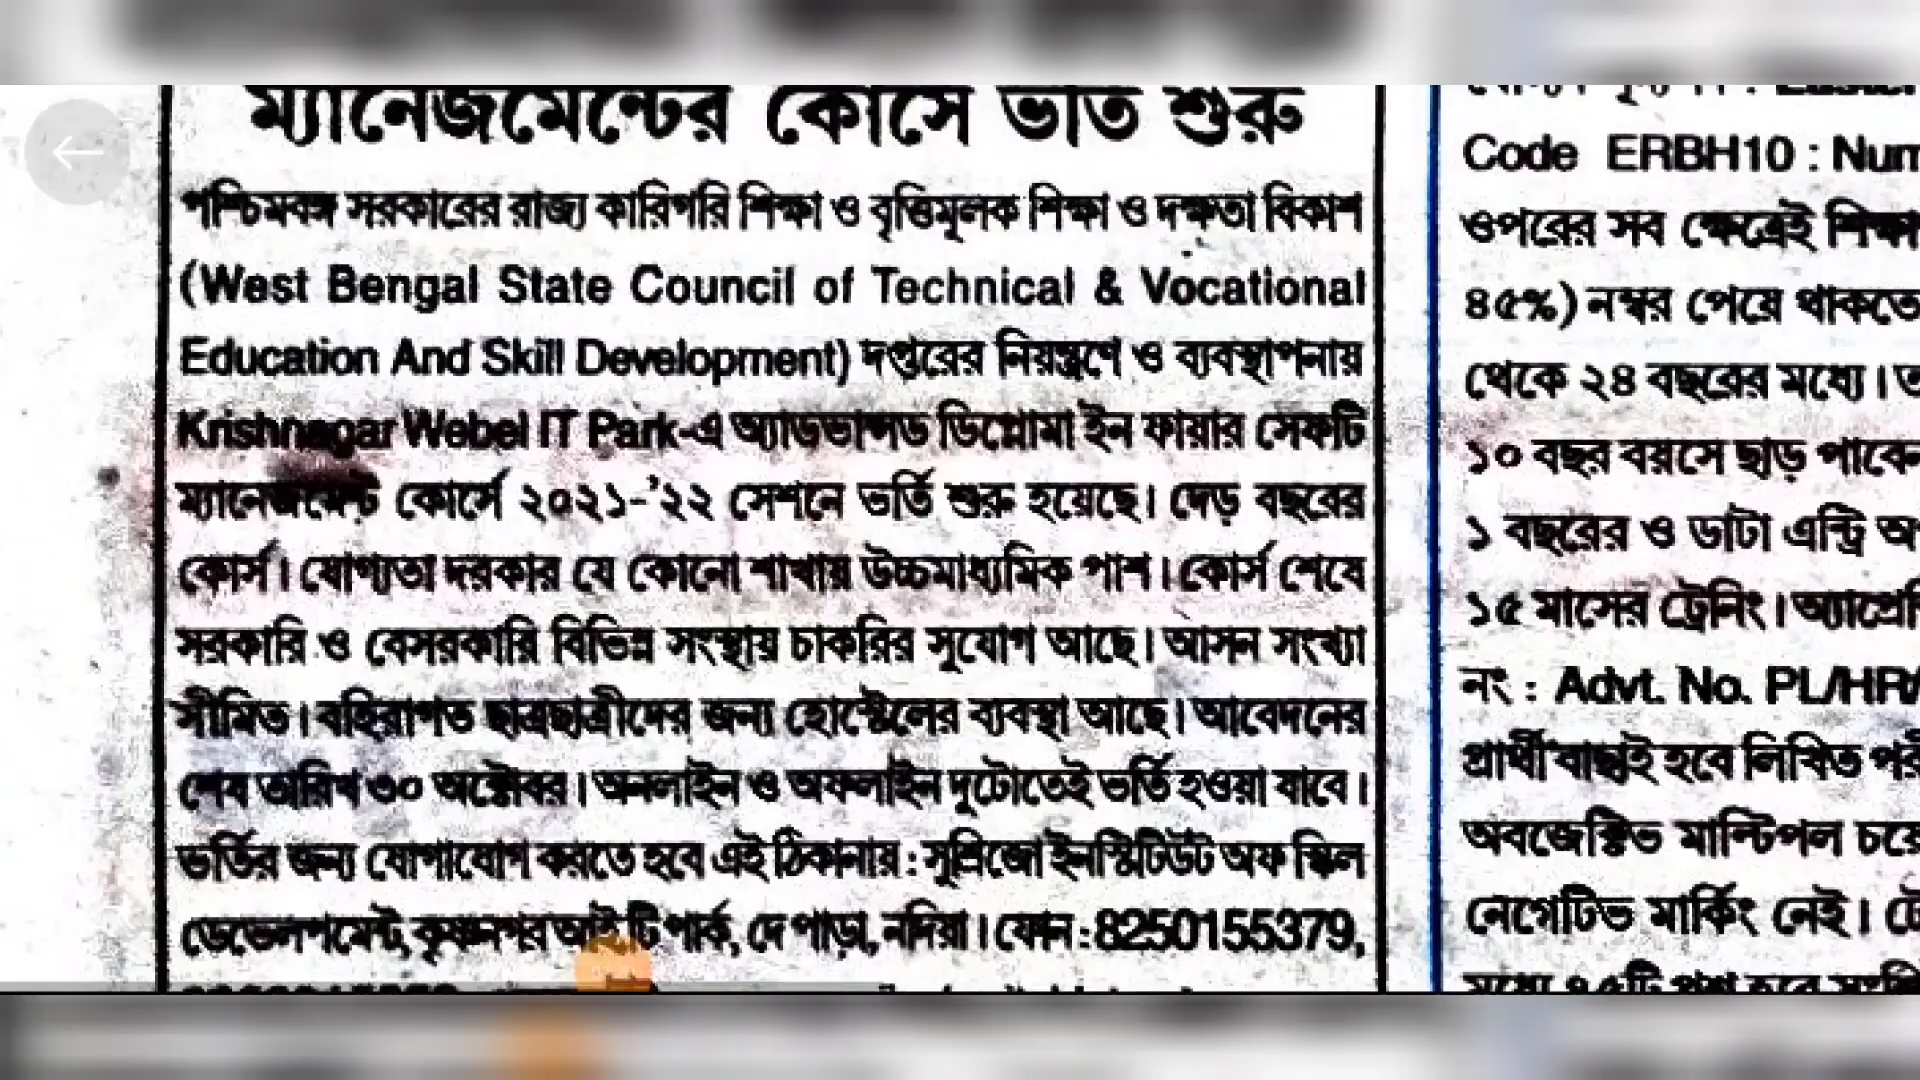 ম্যানেজমেন্টের কোর্সে ভর্তি শুরু
পশ্চিমবঙ্গ সরকারের রাজ্য কারিগরি শিক্ষা ও বৃত্তিমূলক শিক্ষা ও দক্ষতা বিকাশ
(West Bengal State Council of Technical & Vocational
Education And Skill Development) দপ্তরের নিয়ন্ত্রণে ও ব্যবস্থাপনায়
Krishnagar Webel IT Park-এ অ্যাডভান্সড ডিপ্লোমা ইন ফায়ার সেফটি
ম্যানেজমেন্ট কোর্সে ২০২১-'২২ সেশনে ভর্তি শুরু হয়েছে। দেড় বছরের
কোর্স। যোগ্যতা দরকার যে কোনো শাখায় উচ্চমাধ্যমিক পাশ। কোর্স শেষে
সরকারি ও বেসরকারি বিভিন্ন সংস্থায় চাকরির সুযোগ আছে। আসন সংখ্যা
সীমিত। বহিরাগত ছাত্রছাত্রীদের জন্য হোস্টেলের ব্যবস্থা আছে। আবেদনের
শেষ তারিখ ৩০ অক্টোবর। অনলাইন ও অফলাইন দুটোতেই ভর্তি হওয়া যাবে।
ভর্তির জন্য যোগাযোগ করতে হবে এই ঠিকানায় : সুশ্রিজো ইনস্টিটিউট অফ স্কিল
ডেভেলপমেন্ট, কৃষ্ণনগর আই টি পার্ক, দে পাড়া, নদিয়া। ফোন : 8250155379,
Code ERBH10 : Num
ওপরের সব ক্ষেত্রেই শিক্ষা
৪৫%) নম্বর পেয়ে থাকতে
থেকে ২৪ বছরের মধ্যে। ত
১০ বছর বয়সে ছাড় পাবেন
১ বছরের ও ডাটা এন্ট্রি অ
১৫ মাসের ট্রেনিং। অ্যাপ্রে
নং : Advt. No. PL/HR/
প্রার্থী বাছাই হবে লিখিত পরী
অবজেক্টিভ মাল্টিপল চয়ে
নেগেটিভ মার্কিং নেই। টে